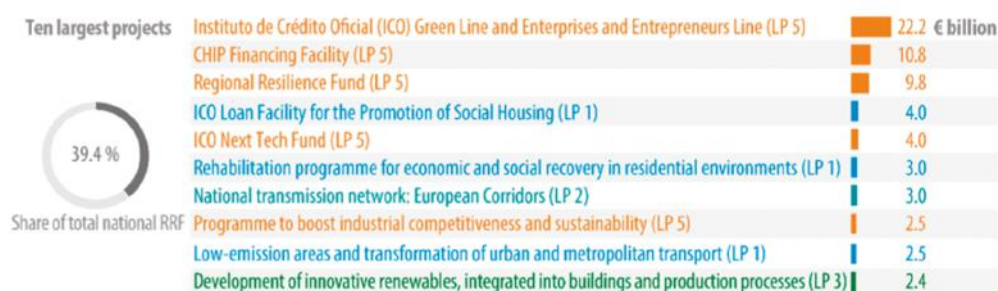 Ten largest projects
Instituto de Crédito Oficial (ICO) Green Line and Enterprises and Entrepreneurs Line (LP 5) 22.2 € billion
CHIP Financing Facility (LP 5) 10.8
Regional Resilience Fund (LP 5) 9.8
ICO Loan Facility for the Promotion of Social Housing (LP 1) 4.0
39.4 %
ICO Next Tech Fund (LP 5) 4.0
Rehabilitation programme for economic and social recovery in residential environments (LP 1) 3.0
National transmission network: European Corridors (LP 2) 3.0
Share of total national RRF
Programme to boost industrial competitiveness and sustainability (LP 5) 2.5
Low-emission areas and transformation of urban and metropolitan transport (LP 1) 2.5
Development of innovative renewables, integrated into buildings and production processes (LP 3) 2.4